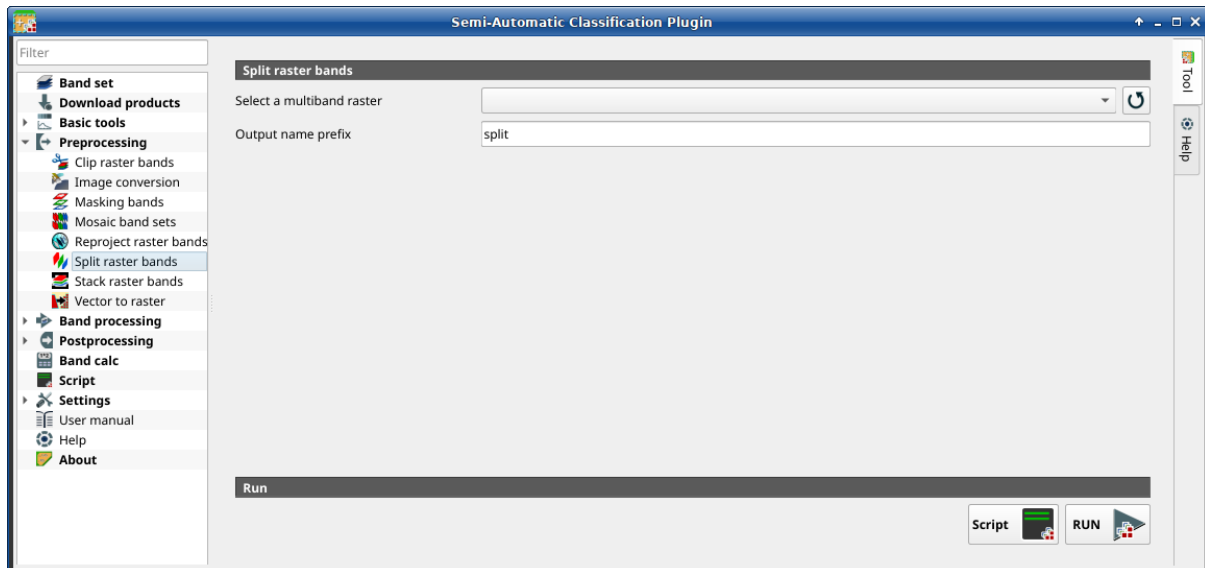 Semi-Automatic Classification Plugin
Filter
Band set
Download products
Basic tools
Preprocessing
Clip raster bands
Image conversion
Masking bands
Mosaic band sets
Reproject raster bands
Split raster bands
Stack raster bands
Vector to raster
Band processing
Postprocessing
Band calc
Script
Settings
User manual
Help
About
Split raster bands
Select a multiband raster
Output name prefix
split
Run
Script
RUN
Tool
Help